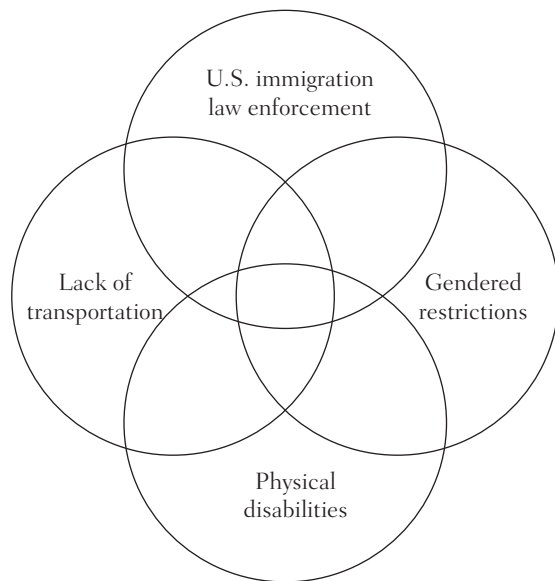 U.S. immigration
law enforcement
Lack of
transportation
Gendered
restrictions
Physical
disabilities